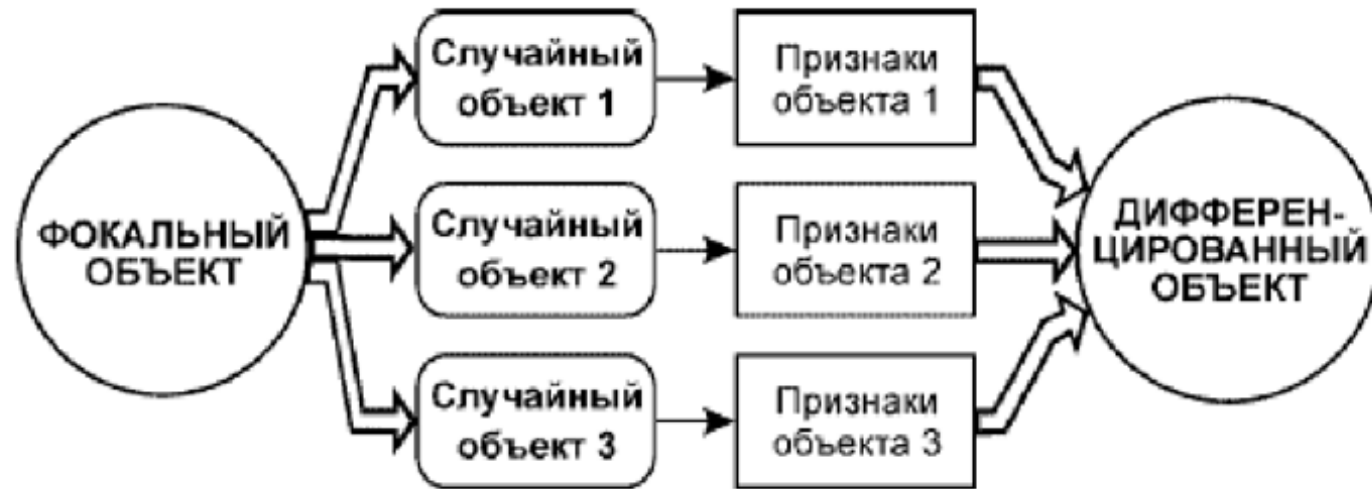 ФОКАЛЬНЫЙ
ОБЪЕКТ
Случайный
объект 1
Признаки
объекта 1
Случайный
объект 2
Признаки
объекта 2
Случайный
объект 3
Признаки
объекта 3
ДИФФЕРЕН-
ЦИРОВАННЫЙ
ОБЪЕКТ